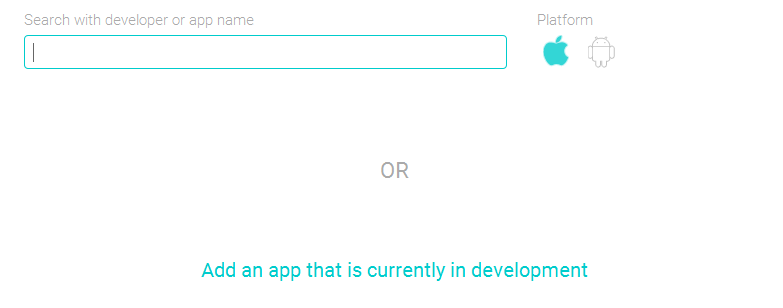 Search with developer or app name
Platform
OR
Add an app that is currently in development